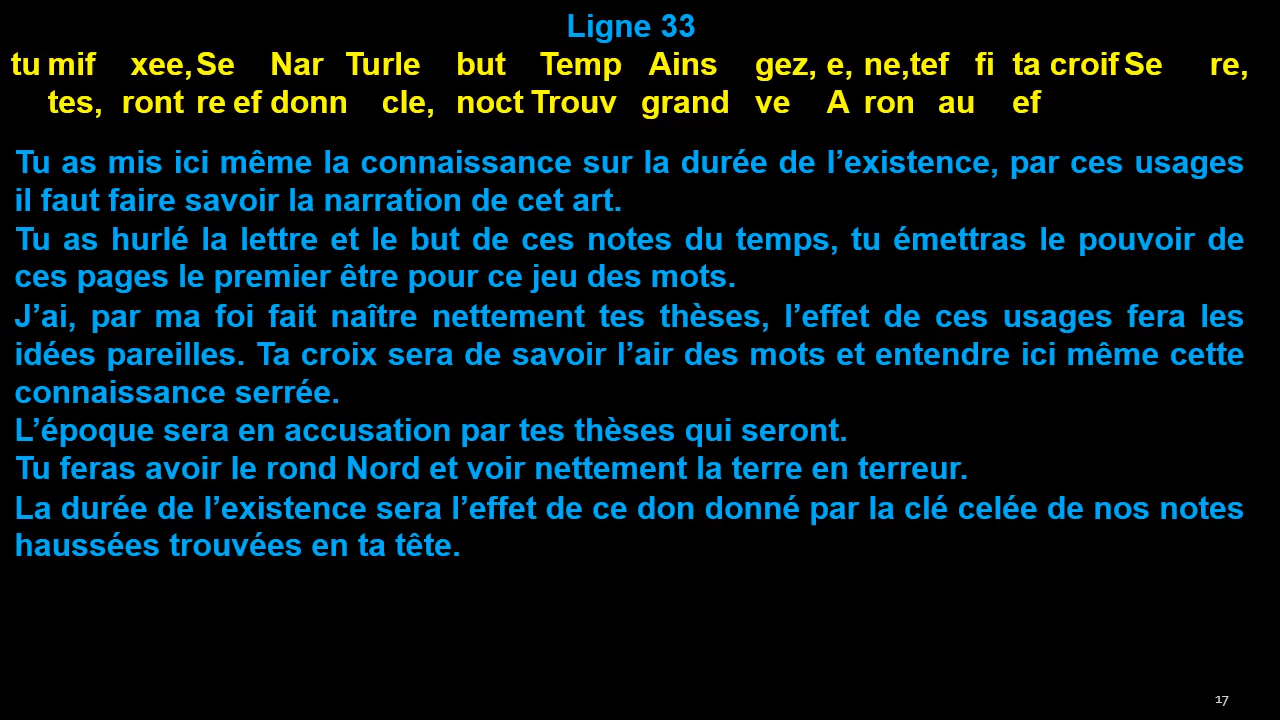 Ligne 33
tu mif xee, Se Nar Turle but Temp Ains gez, e, ne,tef fi ta croif Se re,
tes, ront re ef donn cle, noct Trouv grand ve A ron au ef
Tu as mis ici même la connaissance sur la durée de l’existence, par ces usages
il faut faire savoir la narration de cet art.
Tu as hurlé la lettre et le but de ces notes du temps, tu émettras le pouvoir de
ces pages le premier être pour ce jeu des mots.
J’ai, par ma foi fait naître nettement tes thèses, l’effet de ces usages fera les
idées pareilles. Ta croix sera de savoir l’air des mots et entendre ici même cette
connaissance serrée.
L’époque sera en accusation par tes thèses qui seront.
Tu feras avoir le rond Nord et voir nettement la terre en terreur.
La durée de l’existence sera l’effet de ce don donné par la clé celée de nos notes
haussées trouvées en ta tête.
17